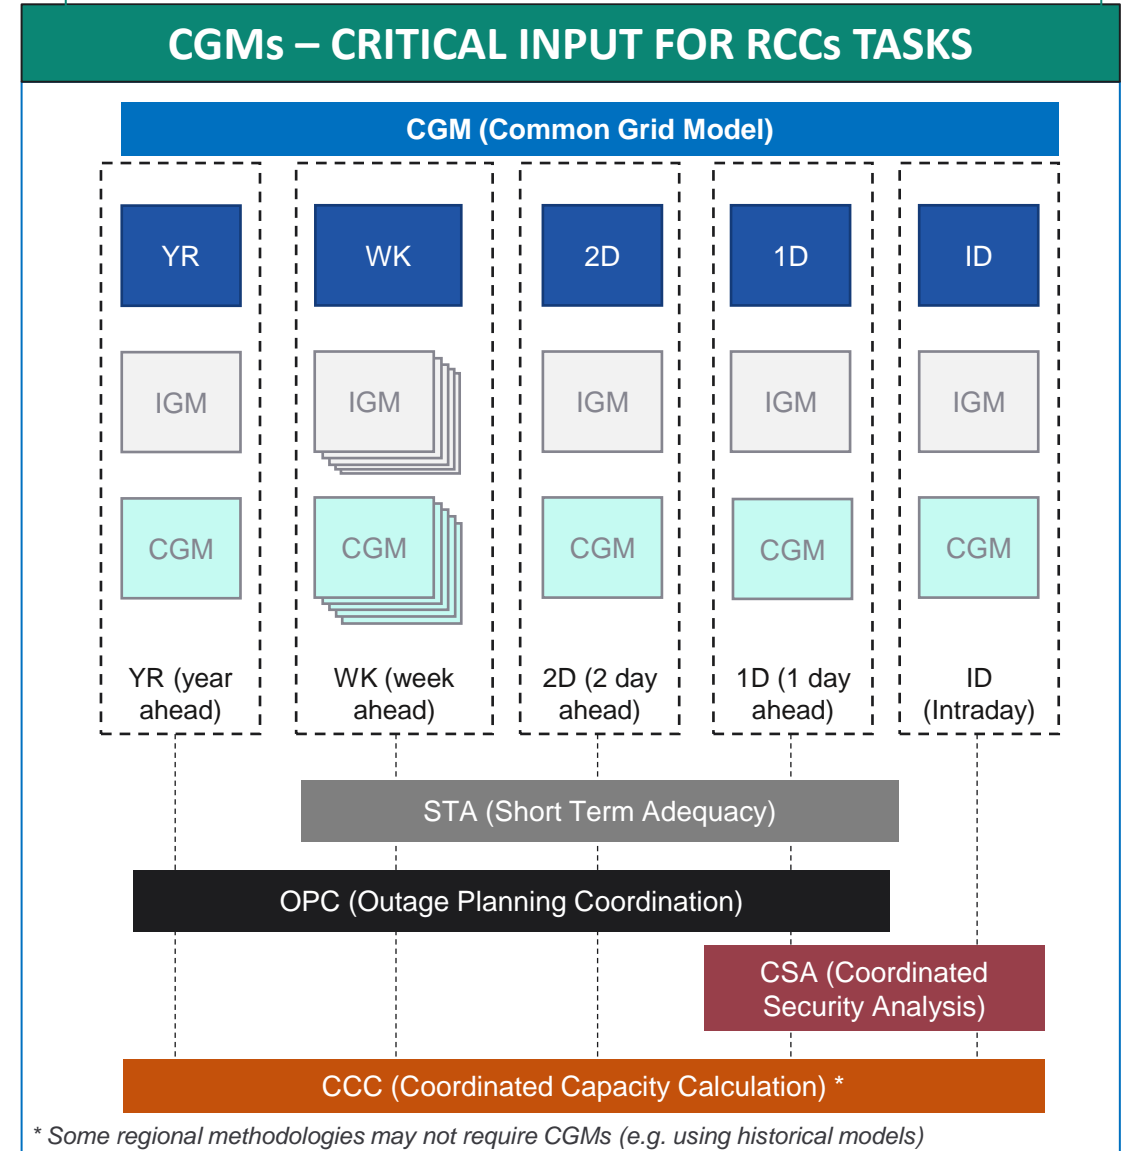 CGMs – CRITICAL INPUT FOR RCCs TASKS
CGM (Common Grid Model)
YR
WK
2D
1D
ID
IGM
IGM
IGM
IGM
IGM
CGM
CGM
CGM
CGM
CGM
YR (year
ahead)
WK (week
ahead)
2D (2 day
ahead)
1D (1 day
ahead)
ID
(Intraday)
STA (Short Term Adequacy)
OPC (Outage Planning Coordination)
CSA (Coordinated
Security Analysis)
CCC (Coordinated Capacity Calculation) *
* Some regional methodologies may not require CGMs (e.g. using historical models)